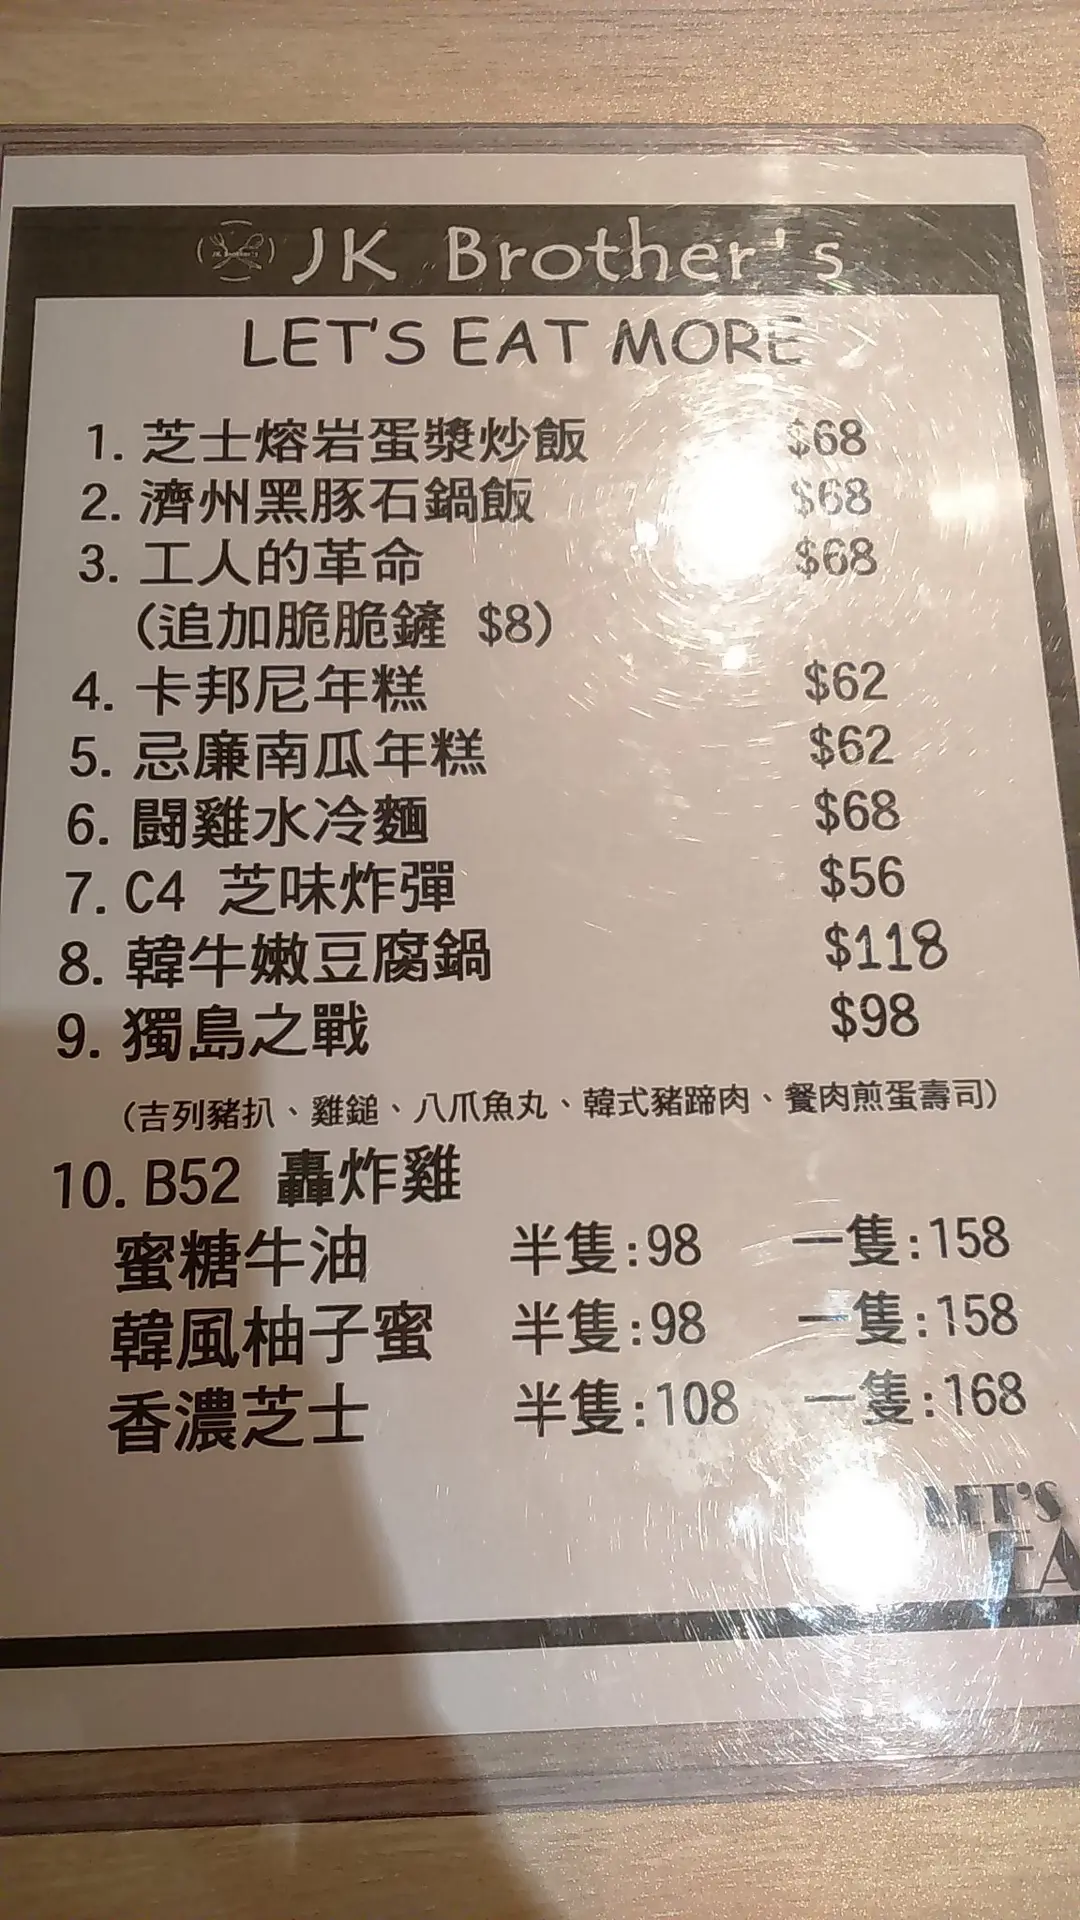 JK Brother's
JK Brother's
LET'S EAT MORE
1. 芝士熔岩蛋漿炒飯 $68
2. 濟州黑豚石鍋飯 $68
3. 工人的革命 $68
(追加脆脆鏟 $8)
4. 卡邦尼年糕 $62
5. 忌廉南瓜年糕 $62
6. 鬪雞水冷麵 $68
7. C4 芝味炸彈 $56
8. 韓牛嫩豆腐鍋 $118
9. 獨島之戰 $98
(吉列豬扒、雞鎚、八爪魚丸、韓式豬蹄肉、餐肉煎蛋壽司)
10. B52 轟炸雞
蜜糖牛油 半隻:98 一隻:158
韓風柚子蜜 半隻:98 一隻:158
香濃芝士 半隻:108 一隻:168
LET'S
EA